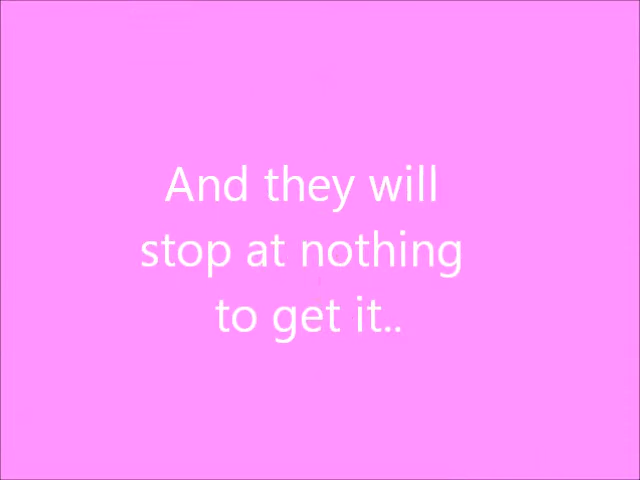 And they will
stop at nothing
to get it..